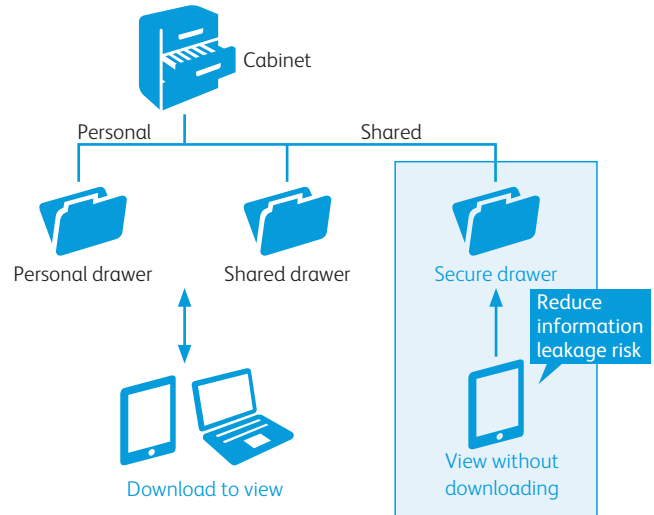 Cabinet
Personal
Shared
Personal drawer
Shared drawer
Secure drawer
Reduce
information
leakage risk
Download to view
View without
downloading